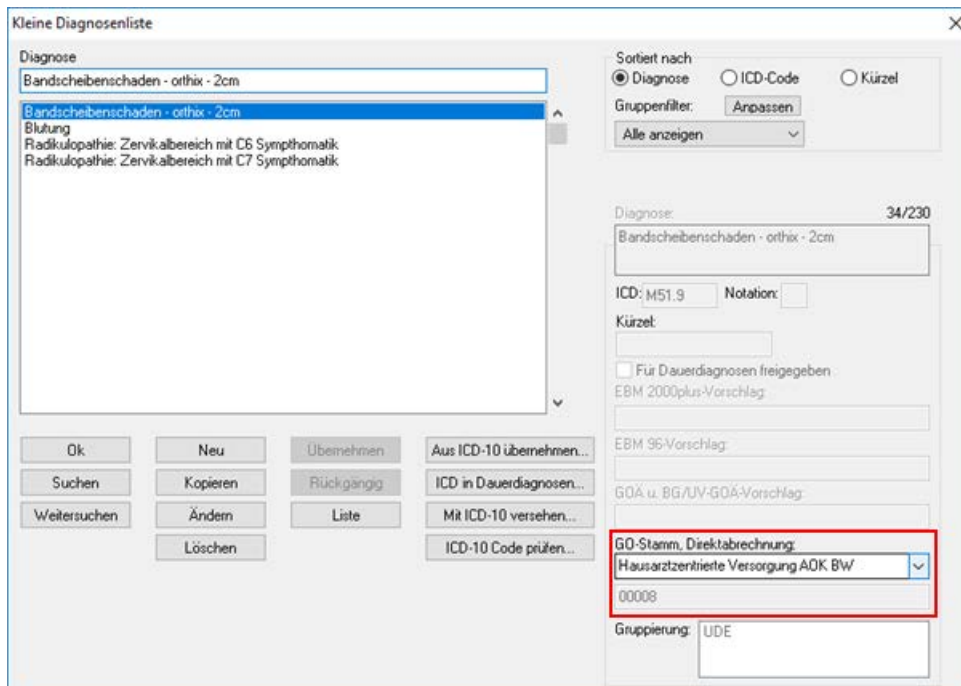 Kleine Diagnosenliste
Diagnose
Bandscheibenschaden - orthix - 2cm
Bandscheibenschaden - orthix - 2cm
Blutung
Radikulopathie: Zervikalbereich mit C6 Sympthomatik
Radikulopathie: Zervikalbereich mit C7 Sympthomatik
Ok
Neu
Übernehmen
Aus ICD-10 übernehmen...
Suchen
Kopieren
Rückgängig
ICD in Dauerdiagnosen...
Weitersuchen
Ändern
Liste
Mit ICD-10 versehen...
Löschen
ICD-10 Code prüfen...
Sortiert nach
Diagnose
ICD-Code
Kürzel
Gruppenfilter:
Anpassen
Alle anzeigen
Diagnose:
34/230
Bandscheibenschaden - orthix - 2cm
ICD: M51.9
Notation:
Kürzel:
Für Dauerdiagnosen freigegeben
EBM 2000plus-Vorschlag:
EBM 96-Vorschlag:
GOÄ u. BG/UV-GOÄ-Vorschlag:
GO-Stamm, Direktabrechnung:
Hausarztzentrierte Versorgung AOK BW
00008
Gruppierung: UDE